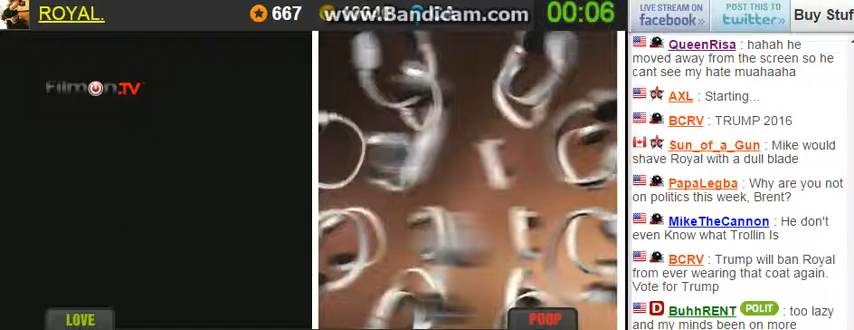 ROYAL.
667
www.Bandicam.com
00:06
FilmOn.TV
LOVE
POOP
LIVE STREAM ON
facebook»
POST THIS TO
twitter»
Buy Stuf
QueenRisa : hahah he
moved away from the screen so he
cant see my hate muahaaha
AXL : Starting...
BCRV : TRUMP 2016
Sun_of_a_Gun : Mike would
shave Royal with a dull blade
PapaLegba : Why are you not
on politics this week, Brent?
MikeTheCannon : He don't
even Know what Trollin Is
BCRV : Trump will ban Royal
from ever wearing that coat again.
Vote for Trump
D BuhhRENT POLIT : too lazy
and my minds been on more